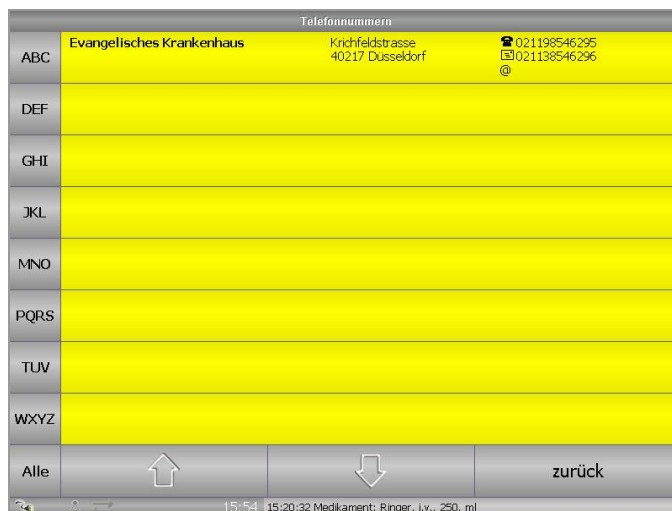 Telefonnummern
ABC
Evangelisches Krankenhaus
Krichfeldstrasse
40217 Düsseldorf
021198546295
021138546296
@
DEF
GHI
JKL
MNO
PQRS
TUV
WXYZ
Alle
zurück
15:54 15:20:32 Medikament: Ringer, i.v., 250, ml